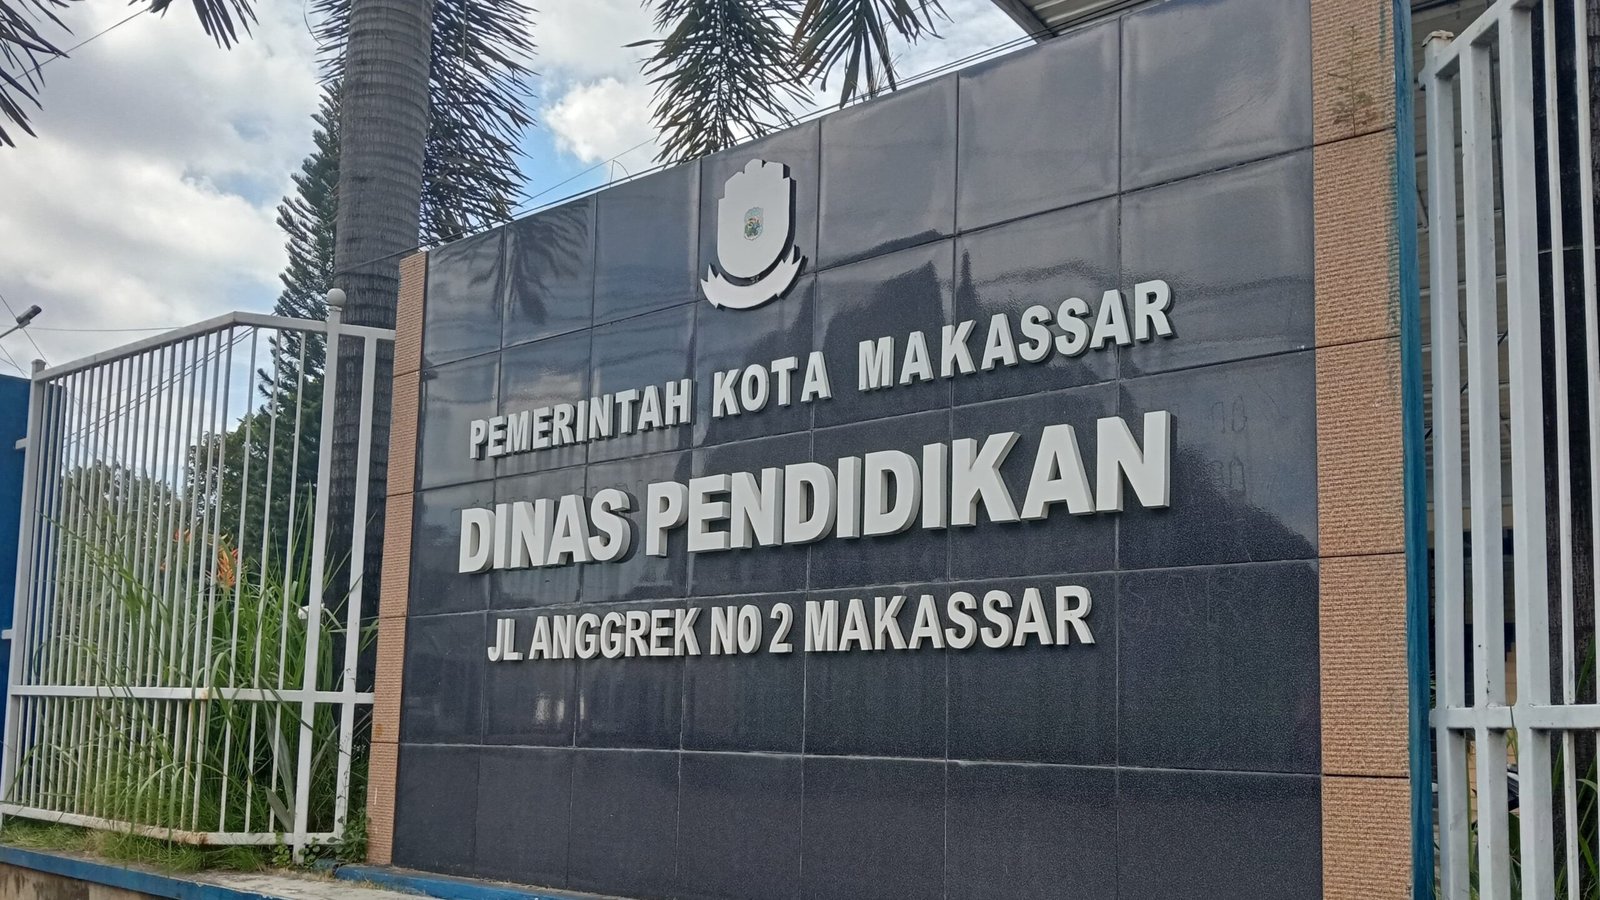 PEMERINTAH KOTA MAKASSAR
DINAS PENDIDIKAN
JL ANGGREK NO 2 MAKASSAR